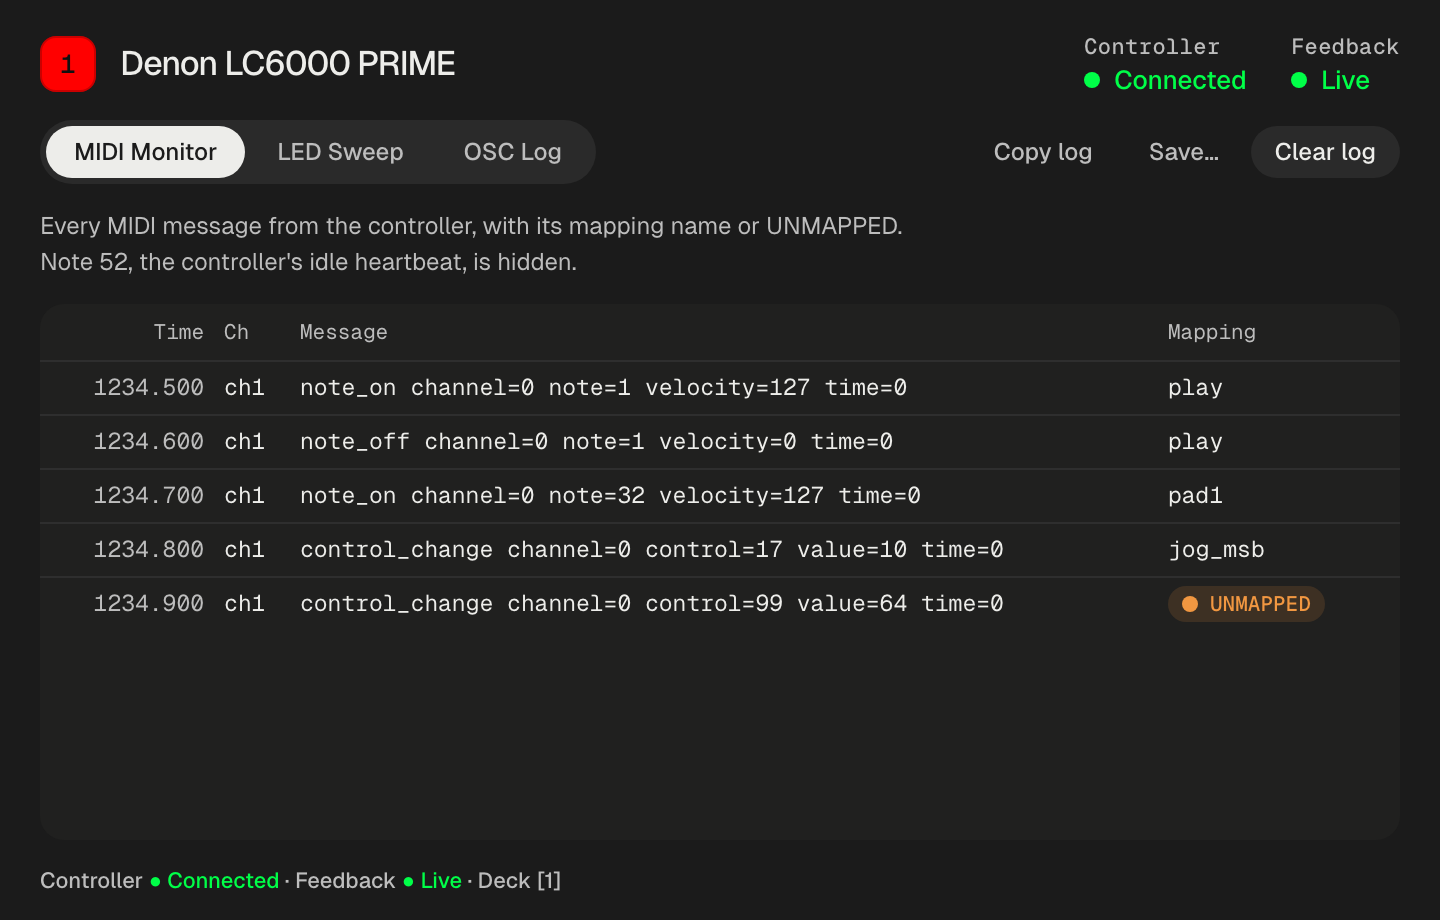 1 Denon LC6000 PRIME
Controller Feedback
Connected Live
MIDI Monitor LED Sweep OSC Log Copy log Save... Clear log
Every MIDI message from the controller, with its mapping name or UNMAPPED.
Note 52, the controller's idle heartbeat, is hidden.
Time Ch Message Mapping
1234.500 ch1 note_on channel=0 note=1 velocity=127 time=0 play
1234.600 ch1 note_off channel=0 note=1 velocity=0 time=0 play
1234.700 ch1 note_on channel=0 note=32 velocity=127 time=0 pad1
1234.800 ch1 control_change channel=0 control=17 value=10 time=0 jog_msb
1234.900 ch1 control_change channel=0 control=99 value=64 time=0 UNMAPPED
Controller ● Connected · Feedback ● Live · Deck [1]